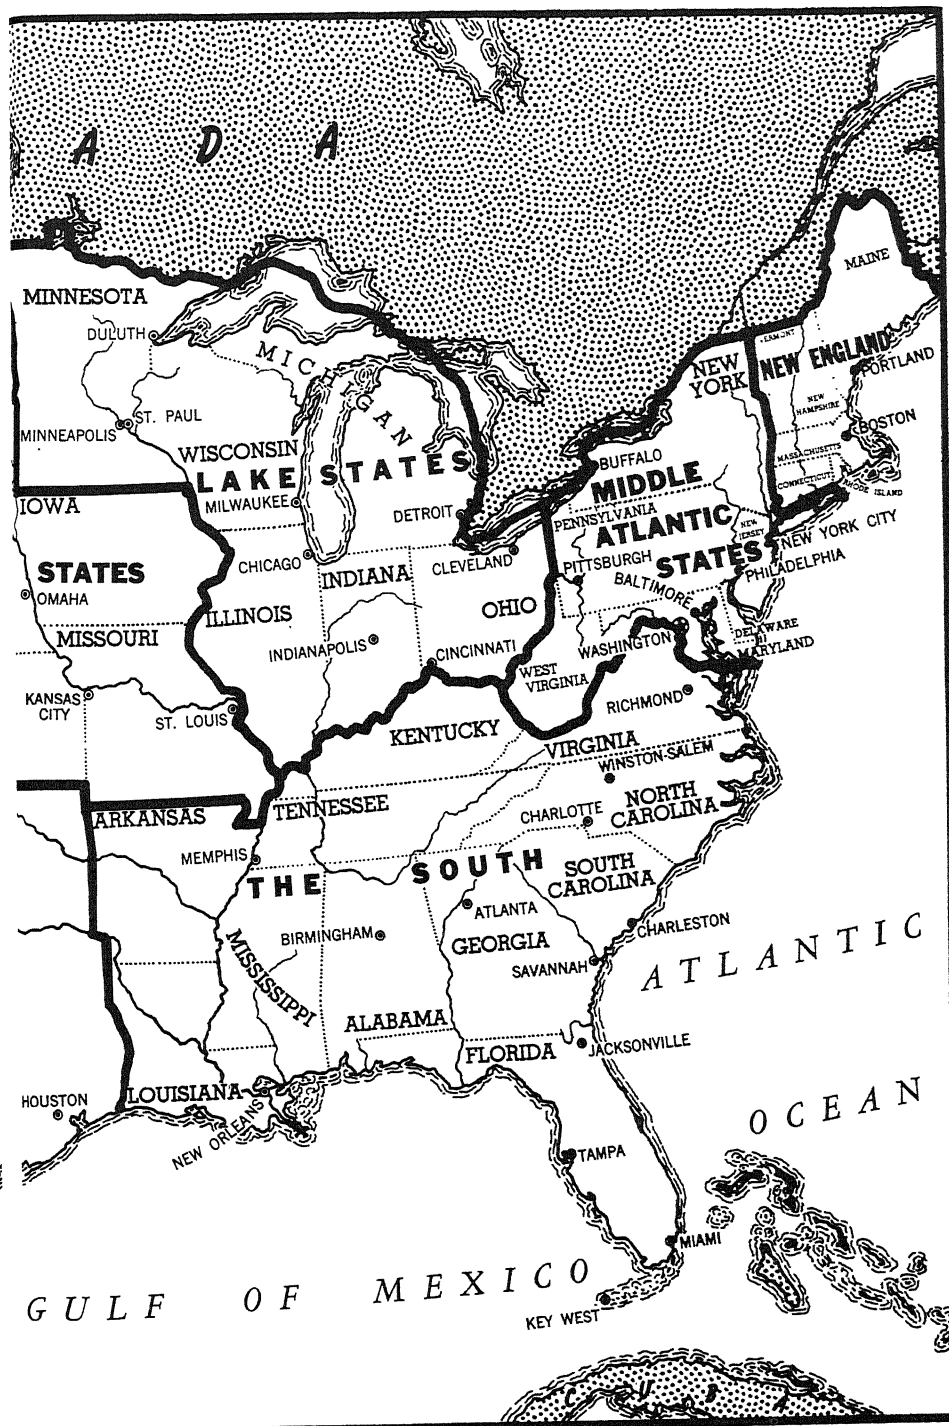 A D A
MINNESOTA
MAINE
DULUTH
MICHIGAN
NEW
YORK
NEW ENGLAND
PORTLAND
NEW
HAMPSHIRE
ST. PAUL
MINNEAPOLIS
BOSTON
WISCONSIN
MASSACHUSETTS
LAKE STATES
BUFFALO
MIDDLE
ATLANTIC
STATES
CONNECTICUT
RHODE ISLAND
IOWA
MILWAUKEE
DETROIT
PENNSYLVANIA
NEW
JERSEY
NEW YORK CITY
STATES
CHICAGO
INDIANA
CLEVELAND
PITTSBURGH
PHILADELPHIA
BALTIMORE
OMAHA
ILLINOIS
OHIO
MISSOURI
DELAWARE
MARYLAND
INDIANAPOLIS
CINCINNATI
WASHINGTON
WEST
VIRGINIA
KANSAS
CITY
ST. LOUIS
RICHMOND
KENTUCKY
VIRGINIA
WINSTON-SALEM
ARKANSAS
TENNESSEE
CHARLOTTE
NORTH
CAROLINA
MEMPHIS
THE SOUTH
SOUTH
CAROLINA
ATLANTA
CHARLESTON
BIRMINGHAM
GEORGIA
MISSISSIPPI
SAVANNAH
ATLANTIC
ALABAMA
FLORIDA
JACKSONVILLE
HOUSTON
LOUISIANA
NEW ORLEANS
OCEAN
TAMPA
MIAMI
GULF OF MEXICO
KEY WEST
CUBA